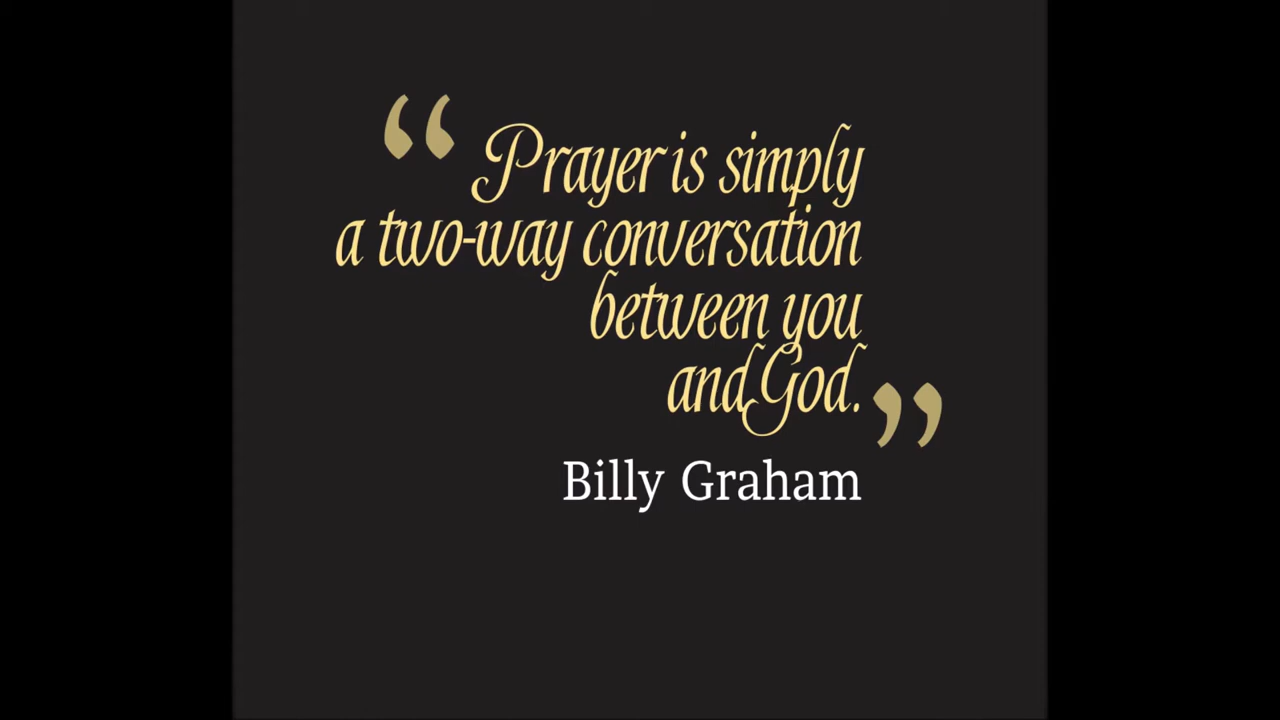 “ Prayer is simply
a two-way conversation
between you
and God. ”
Billy Graham